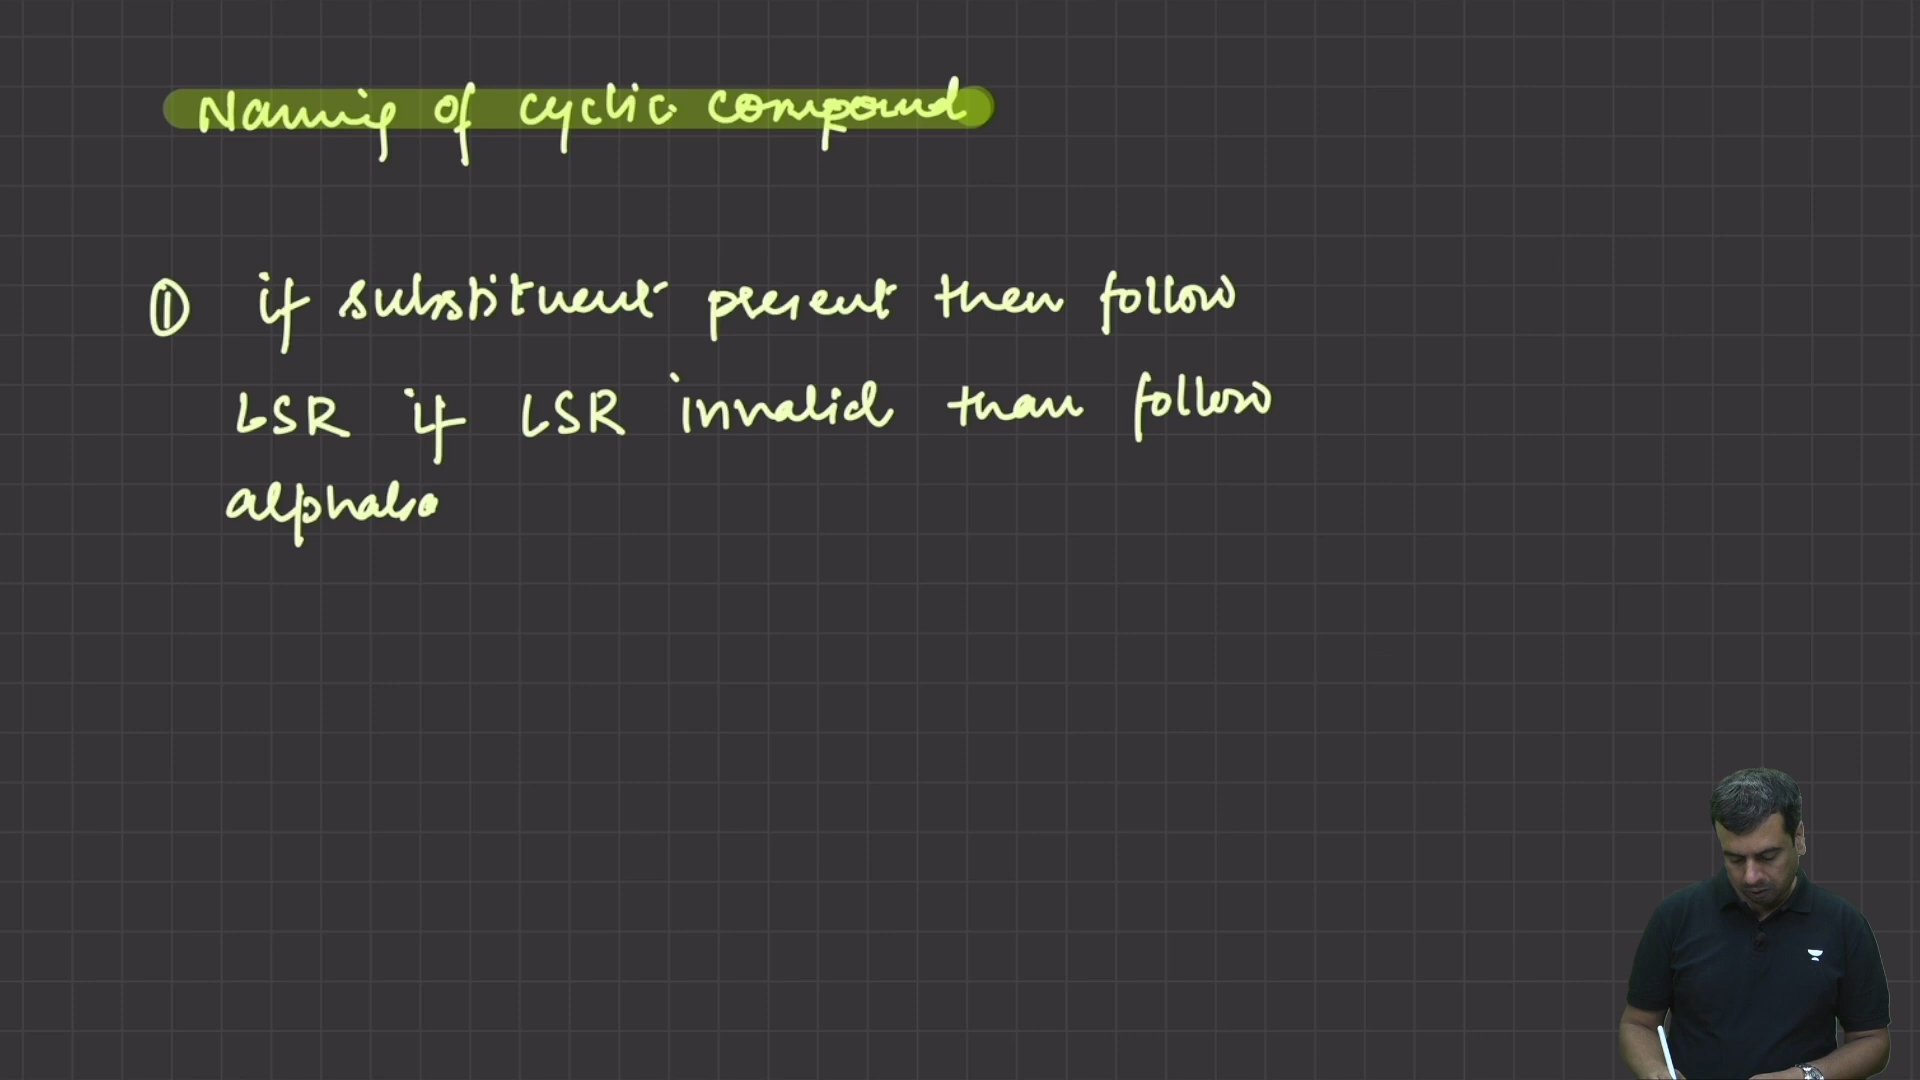 Naming of cyclic compound
① if substituent present then follow
LSR if LSR invalid than follow
alphabe